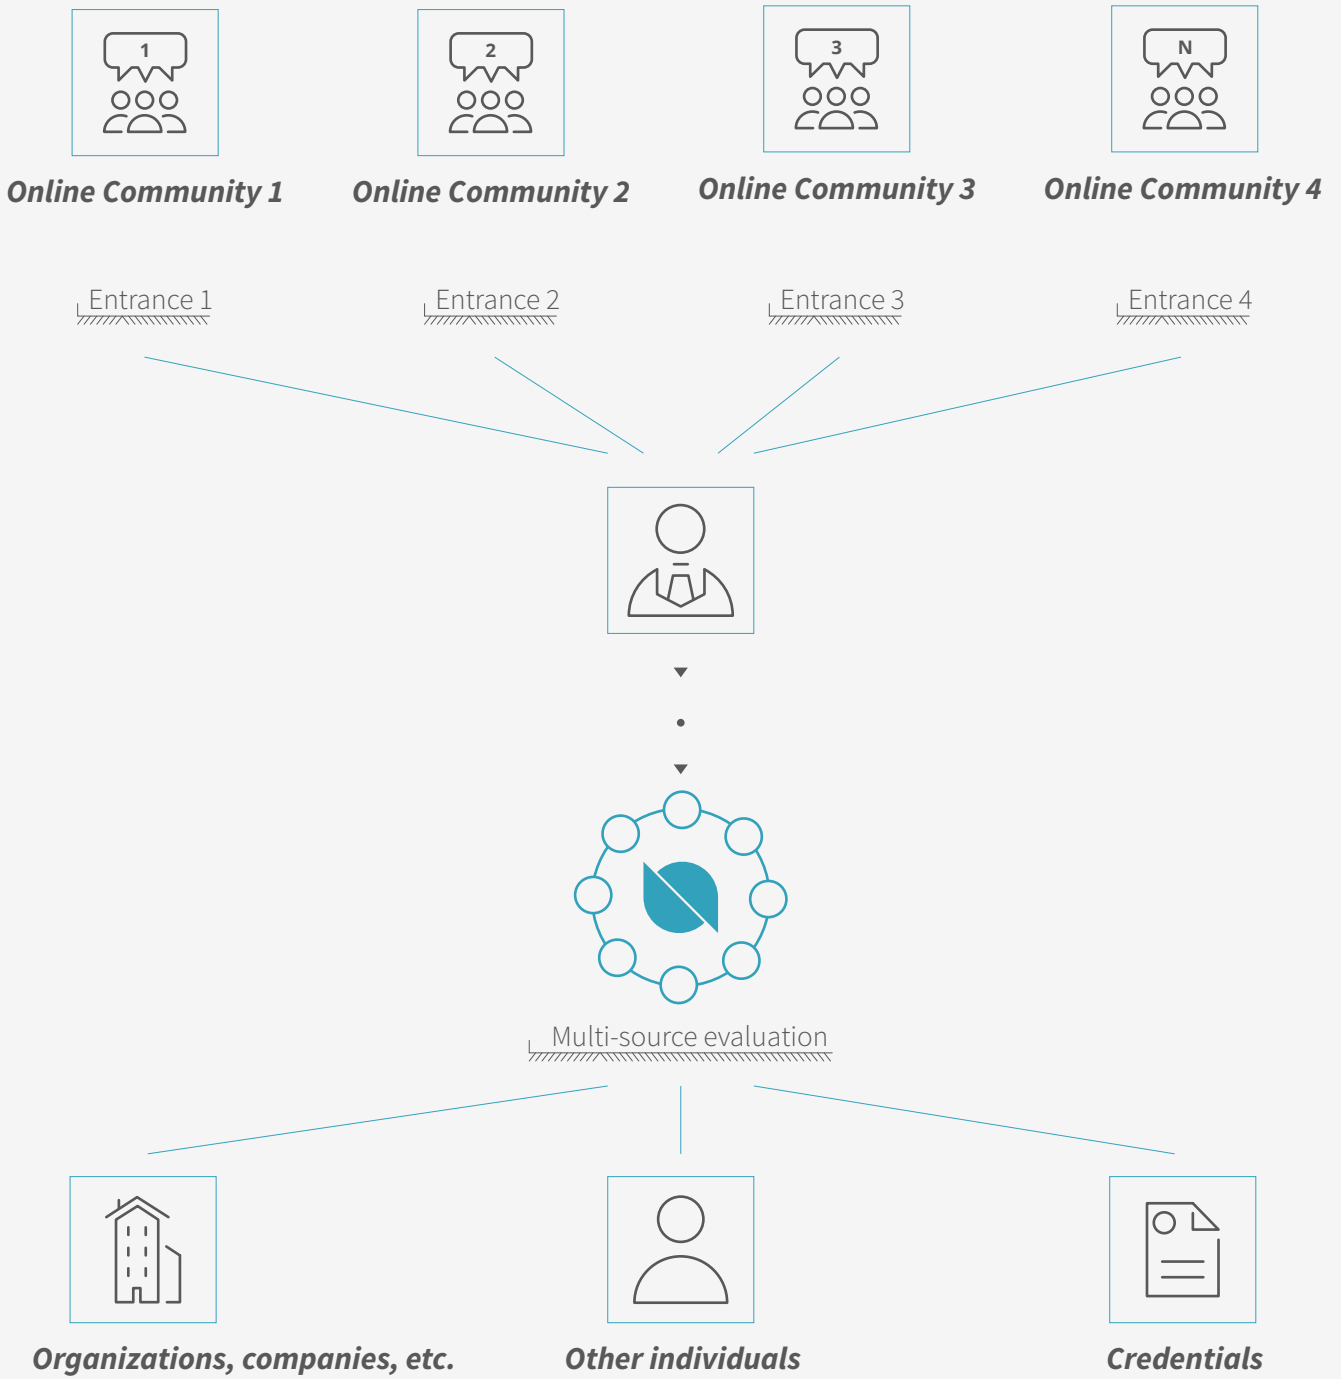 1
2
3
N
Online Community 1
Online Community 2
Online Community 3
Online Community 4
Entrance 1
Entrance 2
Entrance 3
Entrance 4
Multi-source evaluation
Organizations, companies, etc.
Other individuals
Credentials